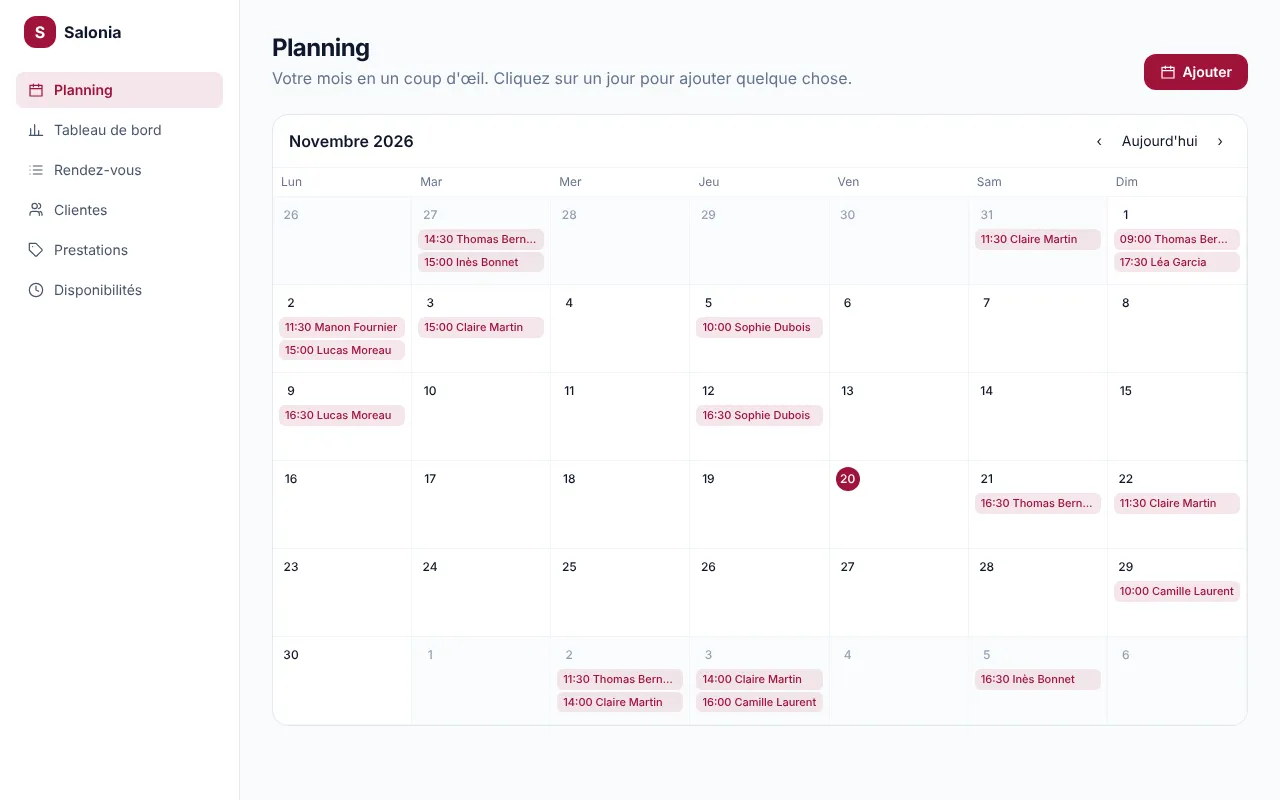 S Salonia
Planning
Tableau de bord
Rendez-vous
Clientes
Prestations
Disponibilités
Planning
Votre mois en un coup d'œil. Cliquez sur un jour pour ajouter quelque chose.
Ajouter
Novembre 2026
‹ Aujourd'hui ›
Lun Mar Mer Jeu Ven Sam Dim
26 27 28 29 30 31 1
14:30 Thomas Bern… 11:30 Claire Martin 09:00 Thomas Ber…
15:00 Inès Bonnet 17:30 Léa Garcia
2 3 4 5 6 7 8
11:30 Manon Fournier 15:00 Claire Martin 10:00 Sophie Dubois
15:00 Lucas Moreau
9 10 11 12 13 14 15
16:30 Lucas Moreau 16:30 Sophie Dubois
16 17 18 19 20 21 22
16:30 Thomas Bern… 11:30 Claire Martin
23 24 25 26 27 28 29
10:00 Camille Laurent
30 1 2 3 4 5 6
11:30 Thomas Bern… 14:00 Claire Martin 16:30 Inès Bonnet
14:00 Claire Martin 16:00 Camille Laurent